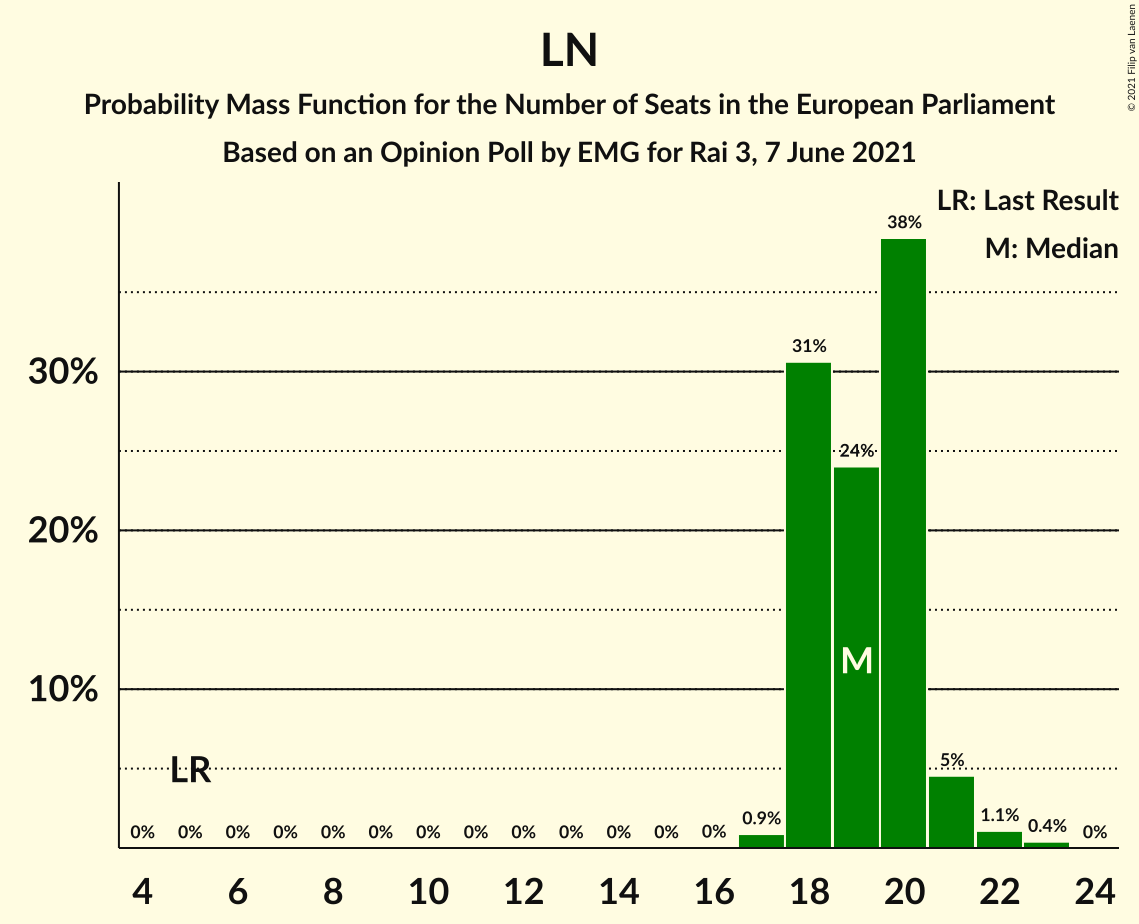 LN
Probability Mass Function for the Number of Seats in the European Parliament
Based on an Opinion Poll by EMG for Rai 3, 7 June 2021
© 2021 Filip van Laenen
LR: Last Result
M: Median
38%
31%
30%
24%
20%
M
10%
LR
5%
0% 0% 0% 0% 0% 0% 0% 0% 0% 0% 0% 0% 0% 0.9% 1.1% 0.4% 0%
4 6 8 10 12 14 16 18 20 22 24